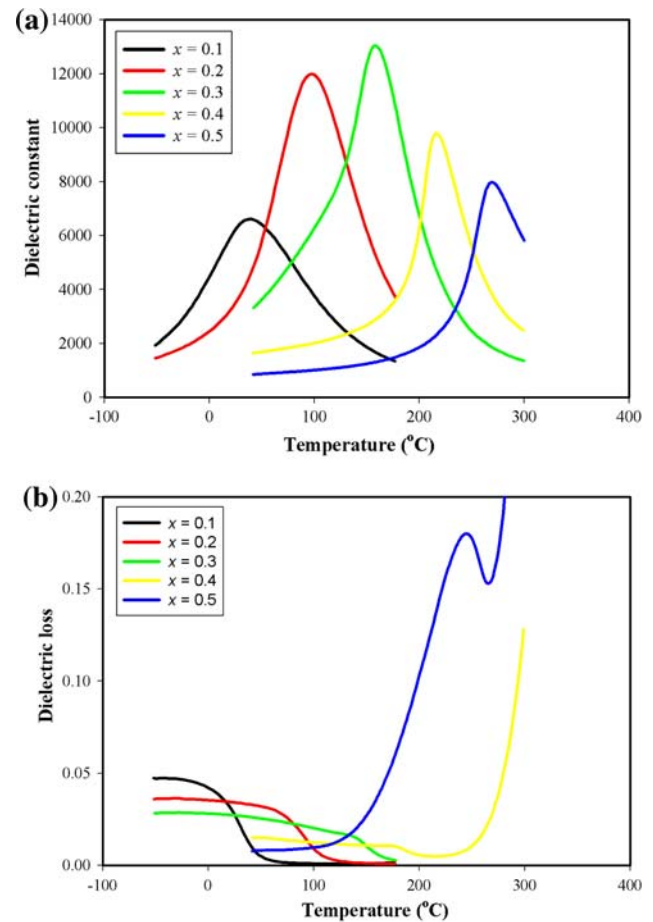 (a)
14000
12000
10000
8000
6000
4000
2000
0
Dielectric constant
x = 0.1
x = 0.2
x = 0.3
x = 0.4
x = 0.5
-100 0 100 200 300 400
Temperature (°C)
(b)
0.20
0.15
0.10
0.05
0.00
Dielectric loss
x = 0.1
x = 0.2
x = 0.3
x = 0.4
x = 0.5
-100 0 100 200 300 400
Temperature (°C)